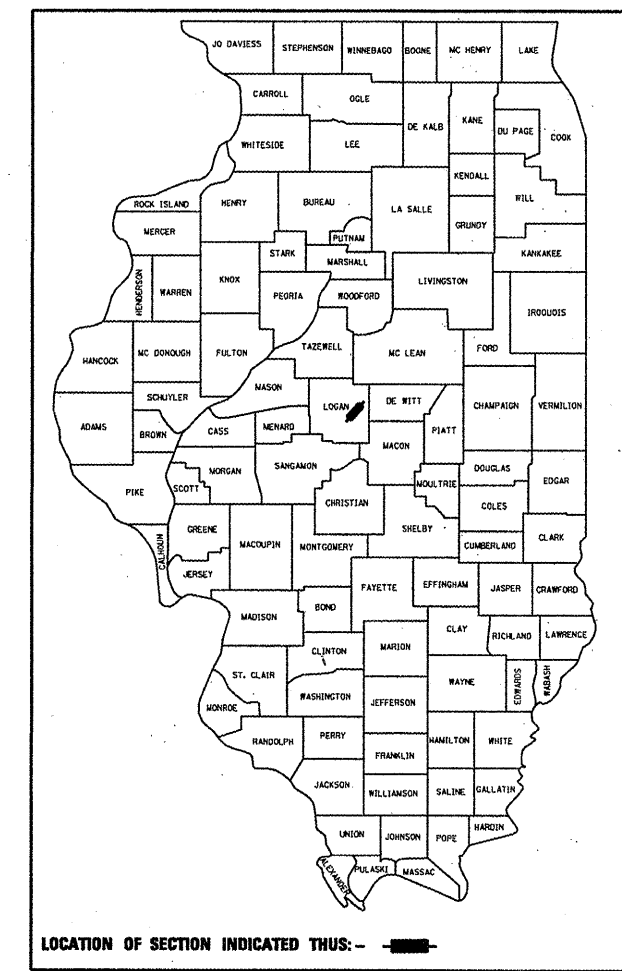 JO DAVIESS STEPHENSON WINNEBAGO BOONE MC HENRY LAKE
CARROLL OGLE DE KALB KANE DU PAGE COOK
WHITESIDE LEE
KENDALL WILL
ROCK ISLAND HENRY BUREAU LA SALLE GRUNDY
MERCER PUTNAM
STARK MARSHALL KANKAKEE
HENDERSON WARREN KNOX PEORIA WOODFORD LIVINGSTON IROQUOIS
HANCOCK MC DONOUGH FULTON TAZEWELL MC LEAN FORD
MASON
SCHUYLER LOGAN DE WITT CHAMPAIGN VERMILION
ADAMS BROWN CASS MENARD MACON PIATT
MORGAN SANGAMON DOUGLAS
PIKE SCOTT CHRISTIAN MOULTRIE EDGAR
COLES
GREENE MACOUPIN MONTGOMERY SHELBY CUMBERLAND CLARK
CALHOUN JERSEY
FAYETTE EFFINGHAM JASPER CRAWFORD
MADISON BOND
CLAY RICHLAND LAWRENCE
CLINTON MARION
ST. CLAIR WAYNE EDWARDS WABASH
MONROE WASHINGTON JEFFERSON
RANDOLPH PERRY HAMILTON WHITE
FRANKLIN
JACKSON WILLIAMSON SALINE GALLATIN
UNION JOHNSON POPE HARDIN
ALEXANDER PULASKI MASSAC
LOCATION OF SECTION INDICATED THUS: -